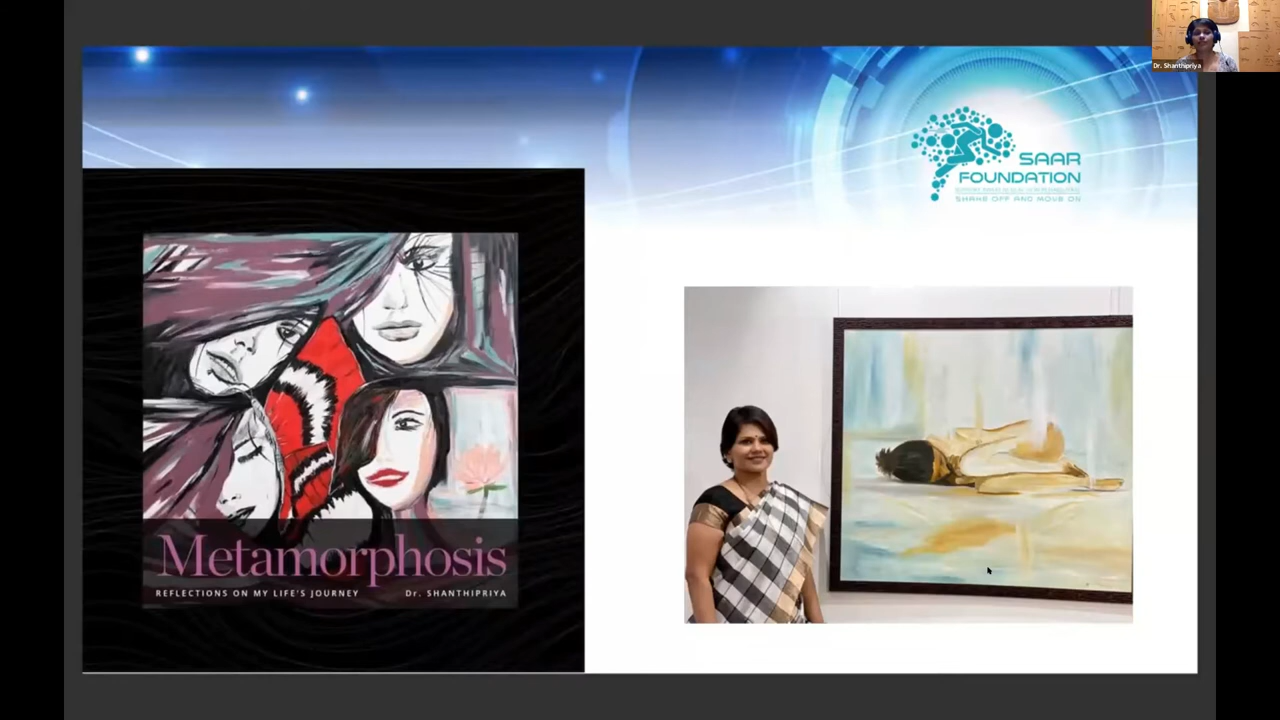 Dr. Shanthipriya
SAAR
FOUNDATION
SHAKE OFF AND MOVE ON
Metamorphosis
REFLECTIONS ON MY LIFE'S JOURNEY Dr. SHANTHIPRIYA